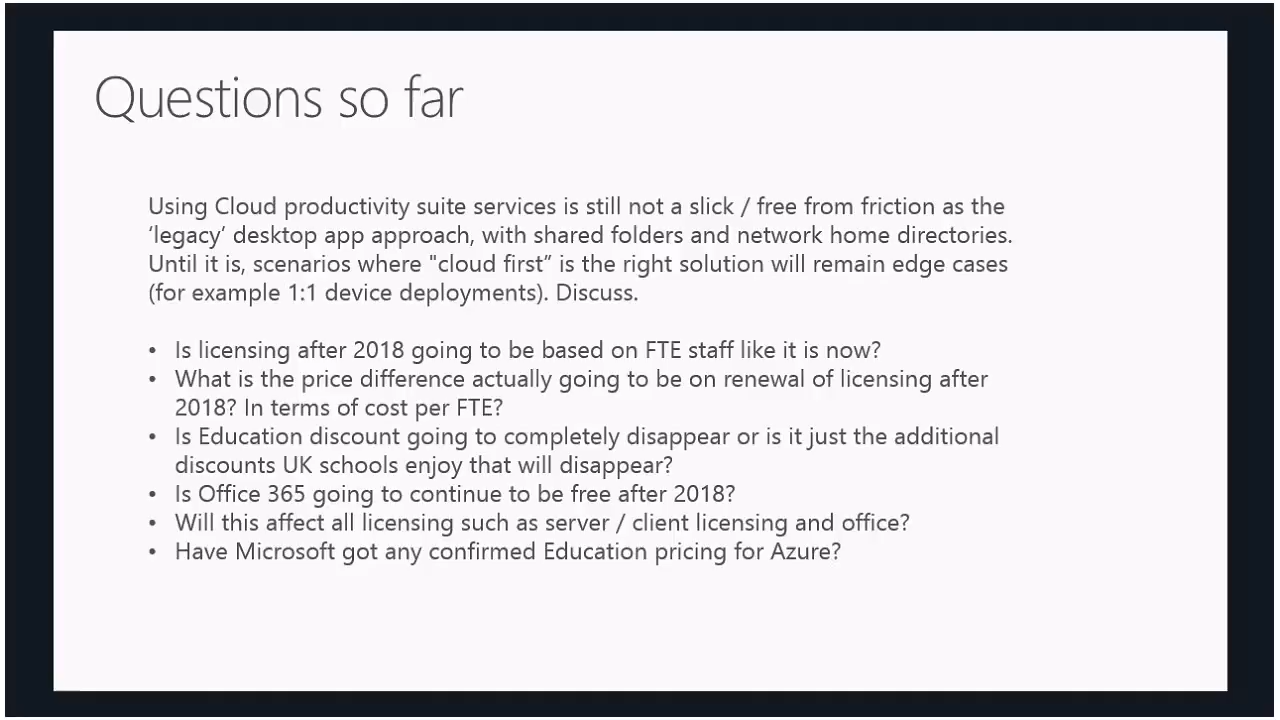 Questions so far
Using Cloud productivity suite services is still not a slick / free from friction as the
‘legacy’ desktop app approach, with shared folders and network home directories.
Until it is, scenarios where "cloud first” is the right solution will remain edge cases
(for example 1:1 device deployments). Discuss.
• Is licensing after 2018 going to be based on FTE staff like it is now?
• What is the price difference actually going to be on renewal of licensing after
2018? In terms of cost per FTE?
• Is Education discount going to completely disappear or is it just the additional
discounts UK schools enjoy that will disappear?
• Is Office 365 going to continue to be free after 2018?
• Will this affect all licensing such as server / client licensing and office?
• Have Microsoft got any confirmed Education pricing for Azure?